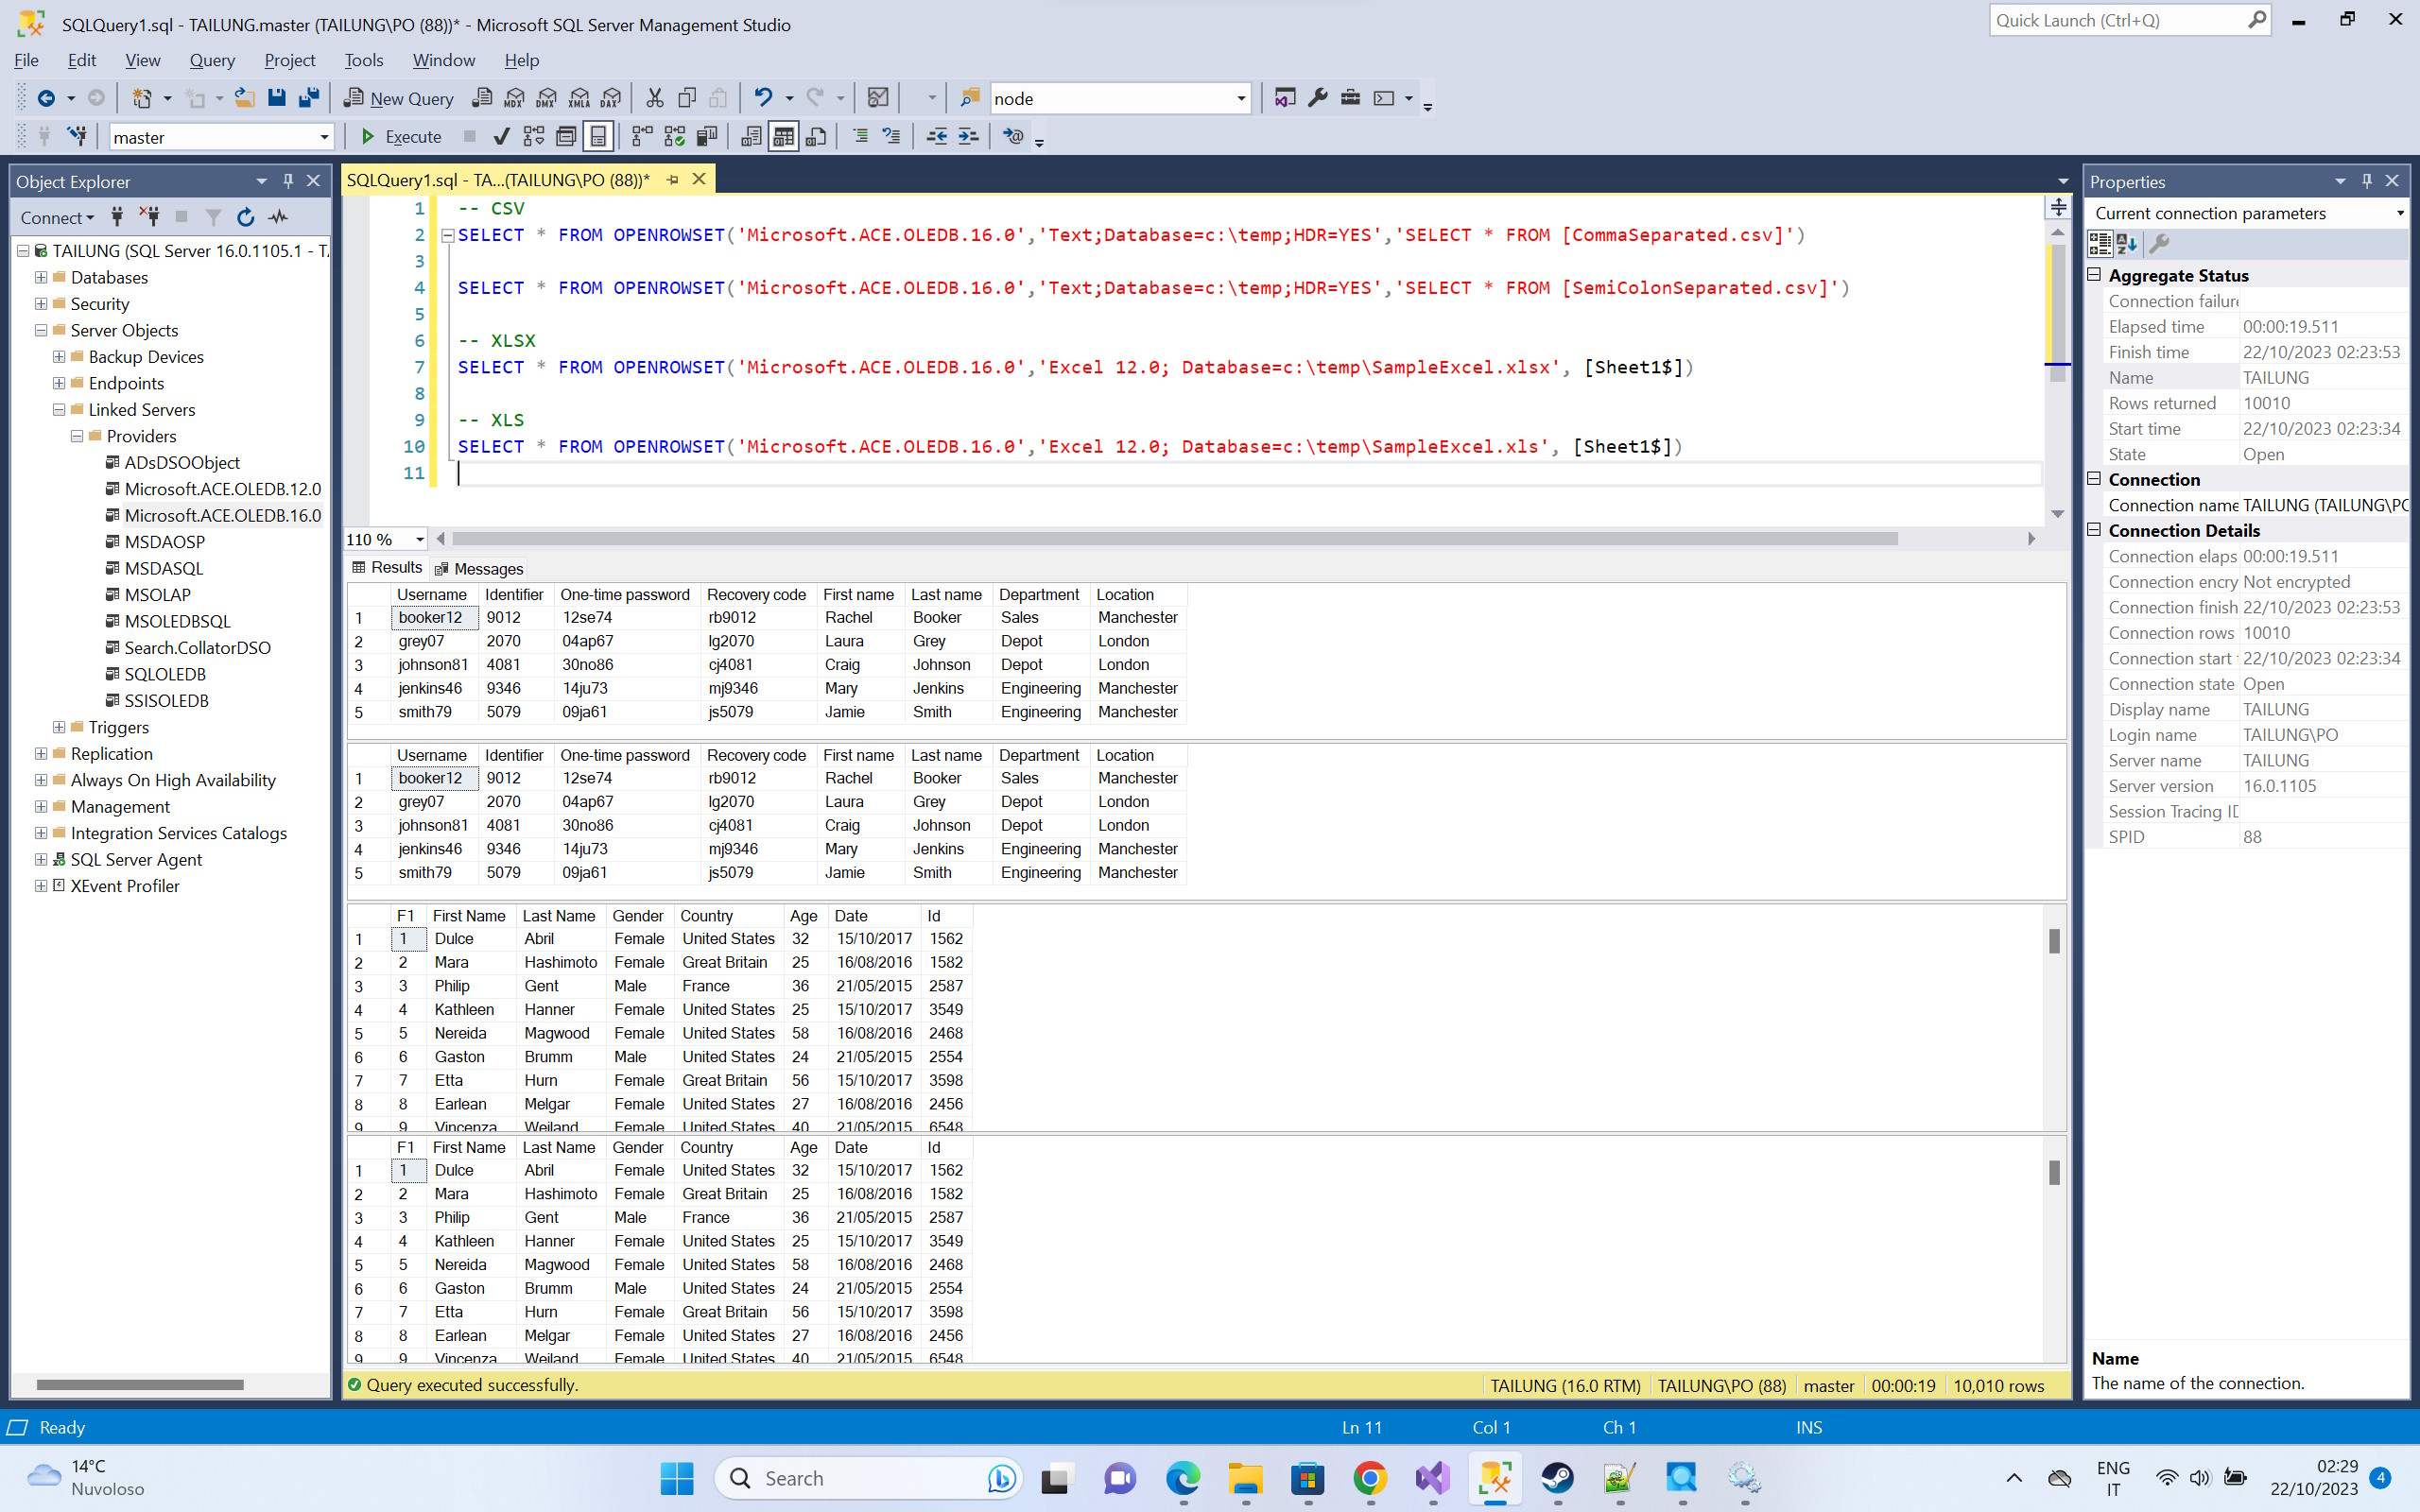 SQLQuery1.sql - TAILUNG.master (TAILUNG\PO (88))* - Microsoft SQL Server Management Studio
Quick Launch (Ctrl+Q)
File Edit View Query Project Tools Window Help
New Query MDX DMX XMLA DAX node
master Execute
Object Explorer
Connect
TAILUNG (SQL Server 16.0.1105.1 - TA
Databases
Security
Server Objects
Backup Devices
Endpoints
Linked Servers
Providers
ADsDSOObject
Microsoft.ACE.OLEDB.12.0
Microsoft.ACE.OLEDB.16.0
MSDAOSP
MSDASQL
MSOLAP
MSOLEDBSQL
Search.CollatorDSO
SQLOLEDB
SSISOLEDB
Triggers
Replication
Always On High Availability
Management
Integration Services Catalogs
SQL Server Agent
XEvent Profiler
SQLQuery1.sql - TA...(TAILUNG\PO (88))*
1 -- CSV
2 SELECT * FROM OPENROWSET('Microsoft.ACE.OLEDB.16.0','Text;Database=c:\temp;HDR=YES','SELECT * FROM [CommaSeparated.csv]')
3
4 SELECT * FROM OPENROWSET('Microsoft.ACE.OLEDB.16.0','Text;Database=c:\temp;HDR=YES','SELECT * FROM [SemiColonSeparated.csv]')
5
6 -- XLSX
7 SELECT * FROM OPENROWSET('Microsoft.ACE.OLEDB.16.0','Excel 12.0; Database=c:\temp\SampleExcel.xlsx', [Sheet1$])
8
9 -- XLS
10 SELECT * FROM OPENROWSET('Microsoft.ACE.OLEDB.16.0','Excel 12.0; Database=c:\temp\SampleExcel.xls', [Sheet1$])
11
110 %
Results Messages
Username Identifier One-time password Recovery code First name Last name Department Location
1 booker12 9012 12se74 rb9012 Rachel Booker Sales Manchester
2 grey07 2070 04ap67 lg2070 Laura Grey Depot London
3 johnson81 4081 30no86 cj4081 Craig Johnson Depot London
4 jenkins46 9346 14ju73 mj9346 Mary Jenkins Engineering Manchester
5 smith79 5079 09ja61 js5079 Jamie Smith Engineering Manchester
Username Identifier One-time password Recovery code First name Last name Department Location
1 booker12 9012 12se74 rb9012 Rachel Booker Sales Manchester
2 grey07 2070 04ap67 lg2070 Laura Grey Depot London
3 johnson81 4081 30no86 cj4081 Craig Johnson Depot London
4 jenkins46 9346 14ju73 mj9346 Mary Jenkins Engineering Manchester
5 smith79 5079 09ja61 js5079 Jamie Smith Engineering Manchester
F1 First Name Last Name Gender Country Age Date Id
1 1 Dulce Abril Female United States 32 15/10/2017 1562
2 2 Mara Hashimoto Female Great Britain 25 16/08/2016 1582
3 3 Philip Gent Male France 36 21/05/2015 2587
4 4 Kathleen Hanner Female United States 25 15/10/2017 3549
5 5 Nereida Magwood Female United States 58 16/08/2016 2468
6 6 Gaston Brumm Male United States 24 21/05/2015 2554
7 7 Etta Hurn Female Great Britain 56 15/10/2017 3598
8 8 Earlean Melgar Female United States 27 16/08/2016 2456
9 9 Vincenza Weiland Female United States 40 21/05/2015 6548
F1 First Name Last Name Gender Country Age Date Id
1 1 Dulce Abril Female United States 32 15/10/2017 1562
2 2 Mara Hashimoto Female Great Britain 25 16/08/2016 1582
3 3 Philip Gent Male France 36 21/05/2015 2587
4 4 Kathleen Hanner Female United States 25 15/10/2017 3549
5 5 Nereida Magwood Female United States 58 16/08/2016 2468
6 6 Gaston Brumm Male United States 24 21/05/2015 2554
7 7 Etta Hurn Female Great Britain 56 15/10/2017 3598
8 8 Earlean Melgar Female United States 27 16/08/2016 2456
9 9 Vincenza Weiland Female United States 40 21/05/2015 6548
Query executed successfully. TAILUNG (16.0 RTM) TAILUNG\PO (88) master 00:00:19 10,010 rows
Properties
Current connection parameters
Aggregate Status
Connection failure
Elapsed time 00:00:19.511
Finish time 22/10/2023 02:23:53
Name TAILUNG
Rows returned 10010
Start time 22/10/2023 02:23:34
State Open
Connection
Connection name TAILUNG (TAILUNG\PO
Connection Details
Connection elaps 00:00:19.511
Connection encry Not encrypted
Connection finish 22/10/2023 02:23:53
Connection rows 10010
Connection start 22/10/2023 02:23:34
Connection state Open
Display name TAILUNG
Login name TAILUNG\PO
Server name TAILUNG
Server version 16.0.1105
Session Tracing ID
SPID 88
Name
The name of the connection.
Ready Ln 11 Col 1 Ch 1 INS
14°C
Nuvoloso
Search
ENG
IT
02:29
22/10/2023
4